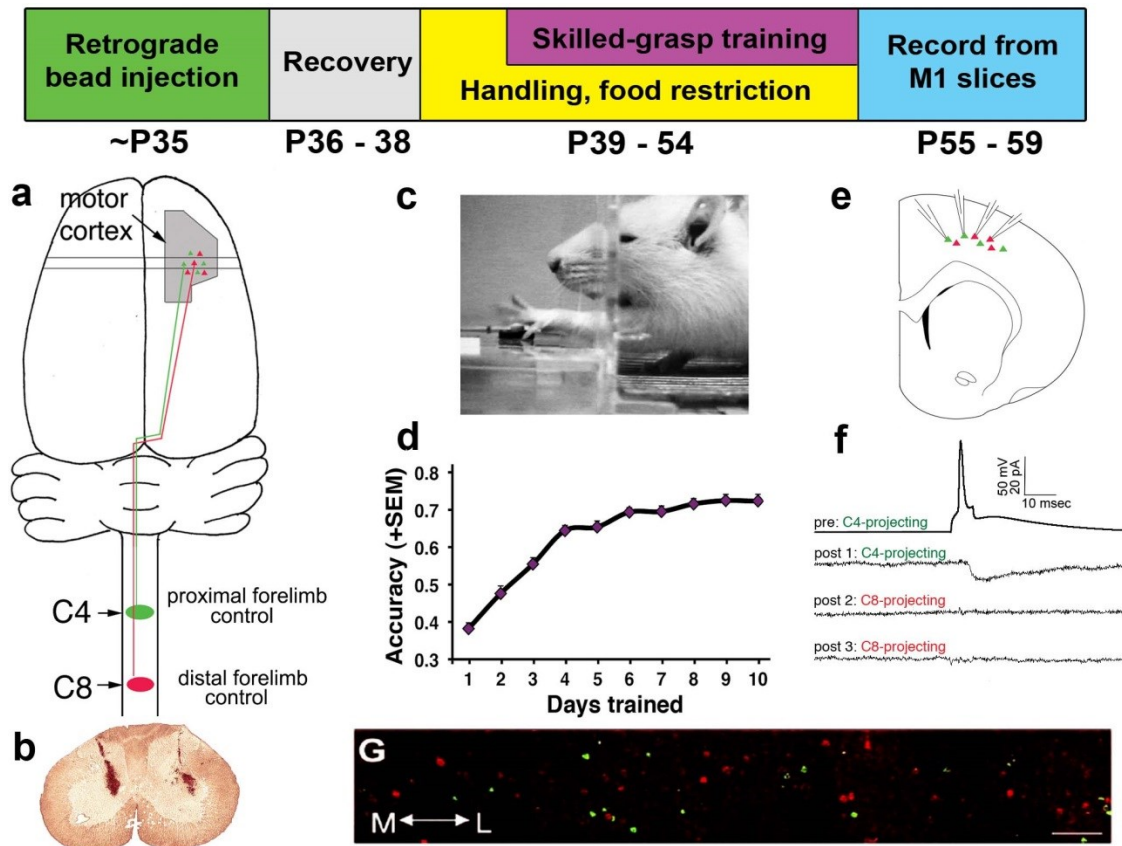 Retrograde
bead injection
Recovery
Skilled-grasp training
Handling, food restriction
Record from
M1 slices
~P35
P36 - 38
P39 - 54
P55 - 59
a
motor
cortex
C4
proximal forelimb
control
C8
distal forelimb
control
b
c
d
Accuracy (+SEM)
0.8
0.7
0.6
0.5
0.4
0.3
1 2 3 4 5 6 7 8 9 10
Days trained
e
f
50 mV
20 pA
10 msec
pre: C4-projecting
post 1: C4-projecting
post 2: C8-projecting
post 3: C8-projecting
G
M L